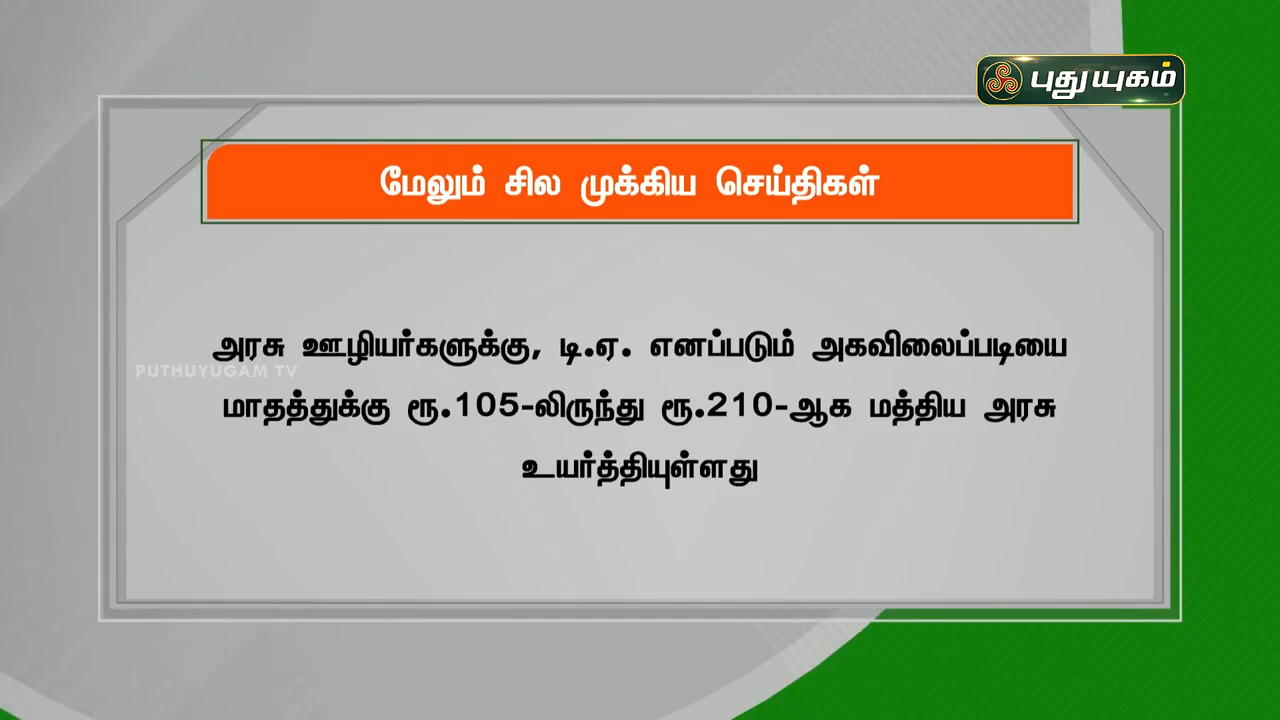 புதுயுகம்
மேலும் சில முக்கிய செய்திகள்
அரசு ஊழியர்களுக்கு, டி.ஏ. எனப்படும் அகவிலைப்படியை
PUTHUYUGAM TV
மாதத்துக்கு ரூ.105-லிருந்து ரூ.210-ஆக மத்திய அரசு
உயர்த்தியுள்ளது